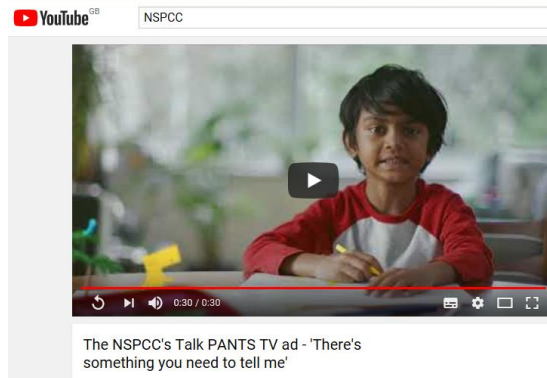 YouTube GB
NSPCC
0:30 / 0:30
The NSPCC's Talk PANTS TV ad - 'There's
something you need to tell me'